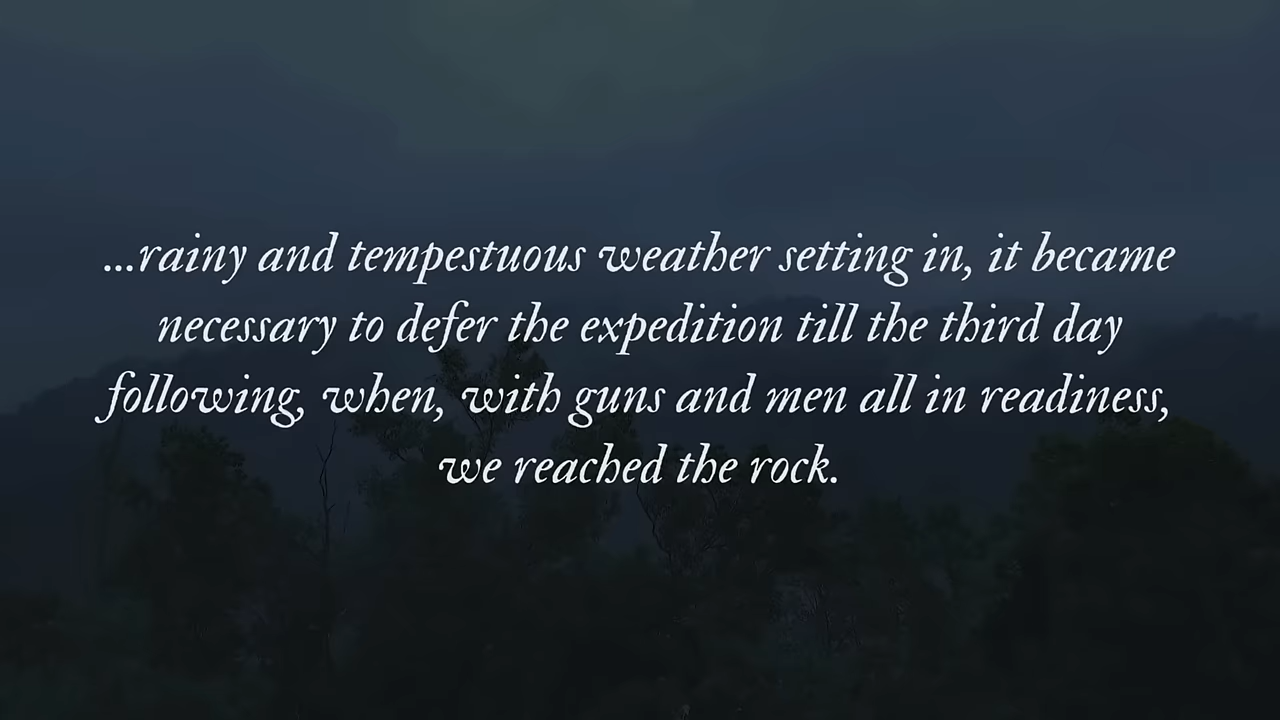 ...rainy and tempestuous weather setting in, it became
necessary to defer the expedition till the third day
following, when, with guns and men all in readiness,
we reached the rock.